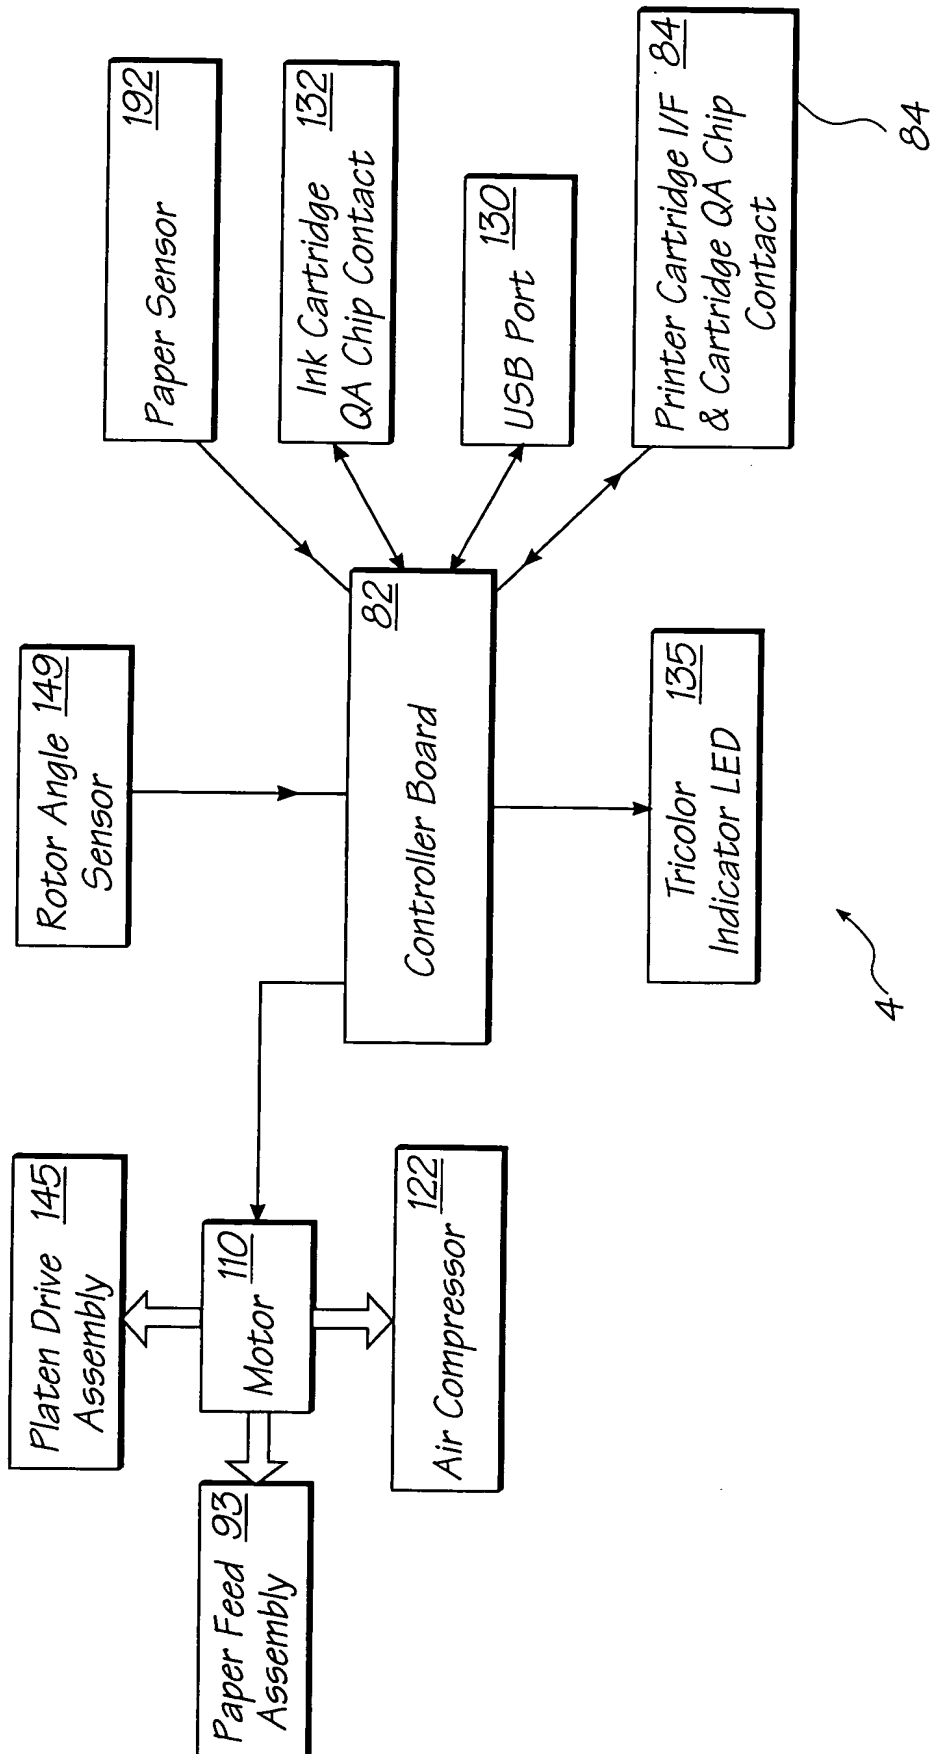 Paper Feed 93
Assembly
Platen Drive 145
Assembly
Motor 110
Air Compressor 122
Rotor Angle 149
Sensor
Controller Board 82
Tricolor 135
Indicator LED
Paper Sensor 192
Ink Cartridge 132
QA Chip Contact
USB Port 130
Printer Cartridge I/F 84
& Cartridge QA Chip
Contact
84
4